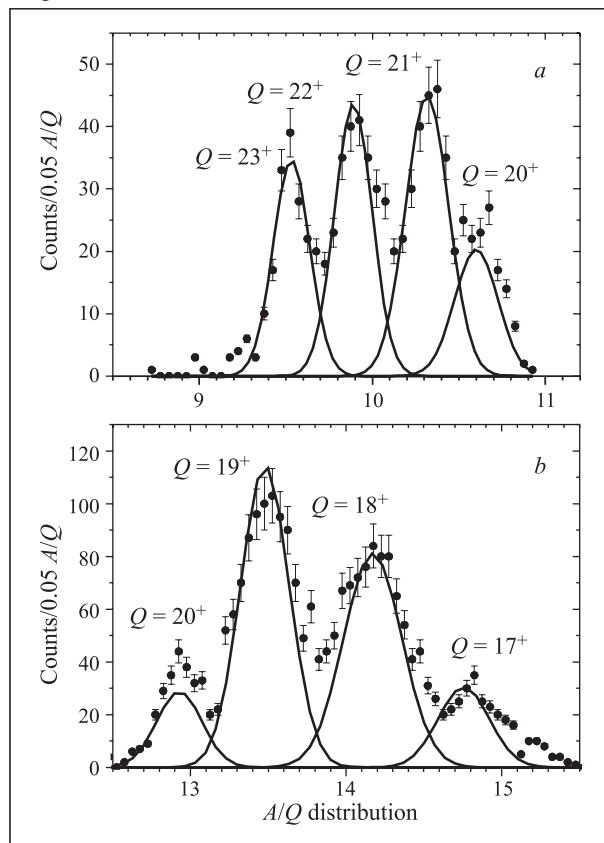 a
Q = 21⁺
Q = 22⁺
Q = 23⁺
Q = 20⁺
Counts/0.05 A/Q
50
40
30
20
10
0
9
10
11
b
Q = 19⁺
Q = 18⁺
Q = 20⁺
Q = 17⁺
Counts/0.05 A/Q
120
100
80
60
40
20
0
13
14
15
A/Q distribution